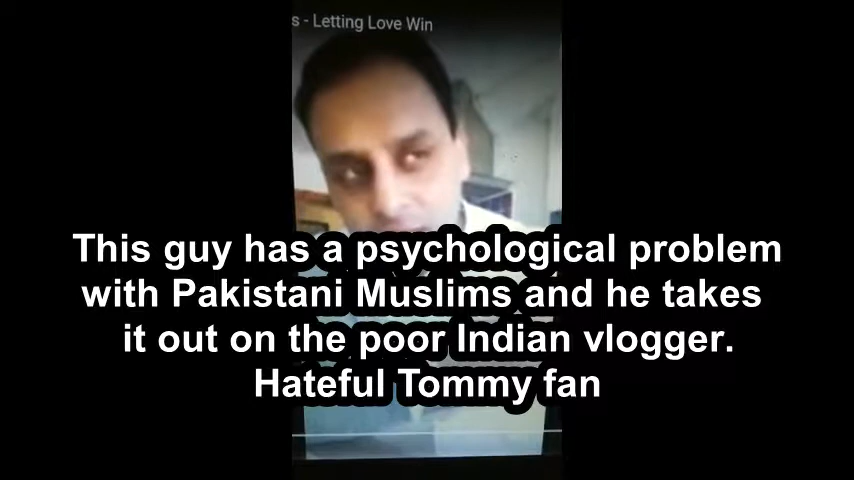 s - Letting Love Win
This guy has a psychological problem
with Pakistani Muslims and he takes
it out on the poor Indian vlogger.
Hateful Tommy fan